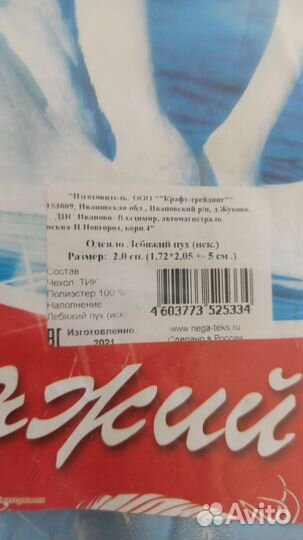 "Изготовитель: ООО ""Крафт-трейдинг""
153009, Ивановская обл., Ивановский р/н, д.Жуково,
ДПС Иваново- Владимир, автомагистраль
осква-Н.Новгород, корп.4"
Одеяло Лебяжий пух (иск.)
Размер: 2.0 сп. (1,72*2,05 +- 5 см .)
Состав
Чехол: ТИК
Полиэстер 100 %
Наполнение
Лебяжий пух (иск)
4 603773 525334
EAC
Изготовлено:
2021
www.nega-teks.ru
Сделано в России
яжий
Avito